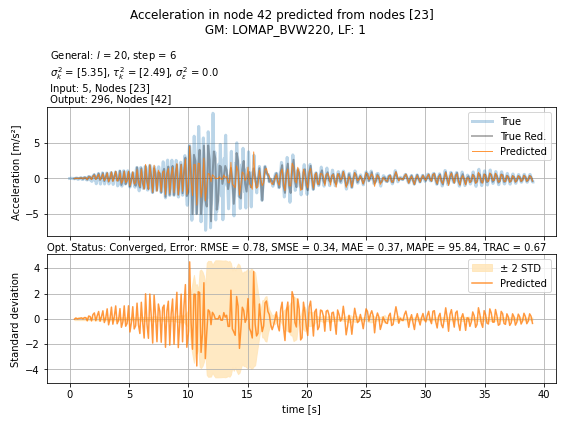 Acceleration in node 42 predicted from nodes [23]
GM: LOMAP_BVW220, LF: 1
General: l = 20, step = 6
σ²ₖ = [5.35], τ²ₖ = [2.49], σ²ε = 0.0
Input: 5, Nodes [23]
Output: 296, Nodes [42]
Acceleration [m/s²]
5
0
−5
True
True Red.
Predicted
Opt. Status: Converged, Error: RMSE = 0.78, SMSE = 0.34, MAE = 0.37, MAPE = 95.84, TRAC = 0.67
Standard deviation
4
2
0
−2
−4
± 2 STD
Predicted
0 5 10 15 20 25 30 35 40
time [s]